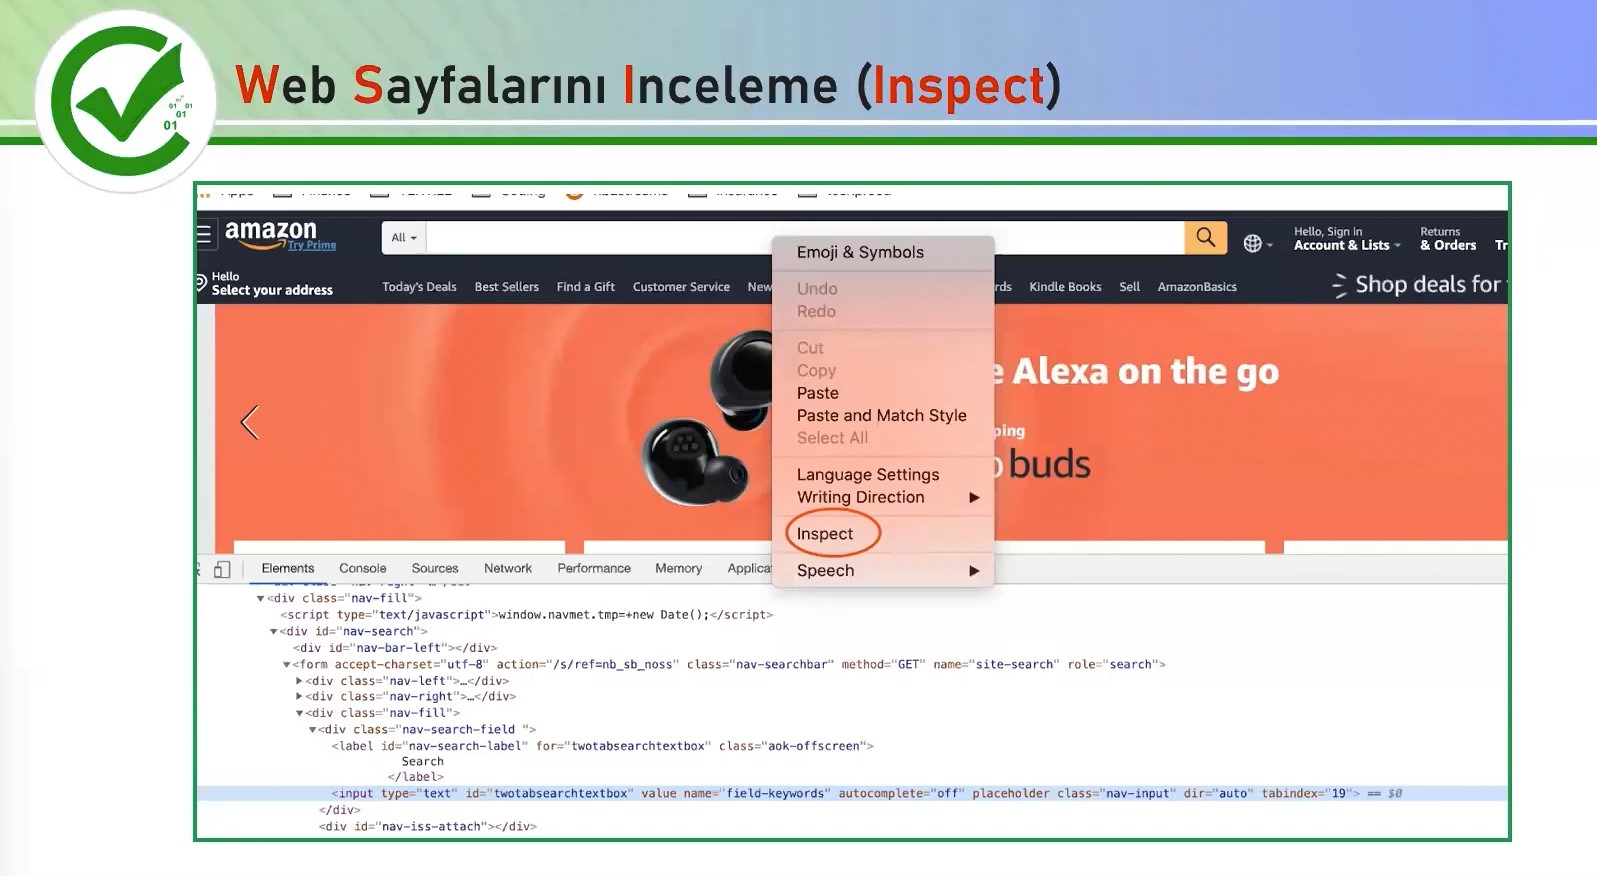 01
01
01
01
Web Sayfalarını Inceleme (Inspect)
amazon
Try Prime
All
Hello, Sign in
Account & Lists
Returns
& Orders
Tr
Hello
Select your address
Today's Deals
Best Sellers
Find a Gift
Customer Service
New
rds
Kindle Books
Sell
AmazonBasics
Shop deals for
Emoji & Symbols
Undo
Redo
Cut
Copy
Paste
Paste and Match Style
Select All
Language Settings
Writing Direction
Inspect
Speech
e Alexa on the go
ping
o buds
Elements
Console
Sources
Network
Performance
Memory
Applicat
<div class="nav-fill">
<script type="text/javascript">window.navmet.tmp=+new Date();</script>
<div id="nav-search">
<div id="nav-bar-left"></div>
<form accept-charset="utf-8" action="/s/ref=nb_sb_noss" class="nav-searchbar" method="GET" name="site-search" role="search">
<div class="nav-left">…</div>
<div class="nav-right">…</div>
<div class="nav-fill">
<div class="nav-search-field ">
<label id="nav-search-label" for="twotabsearchtextbox" class="aok-offscreen">
Search
</label>
<input type="text" id="twotabsearchtextbox" value name="field-keywords" autocomplete="off" placeholder class="nav-input" dir="auto" tabindex="19"> == $0
</div>
<div id="nav-iss-attach"></div>